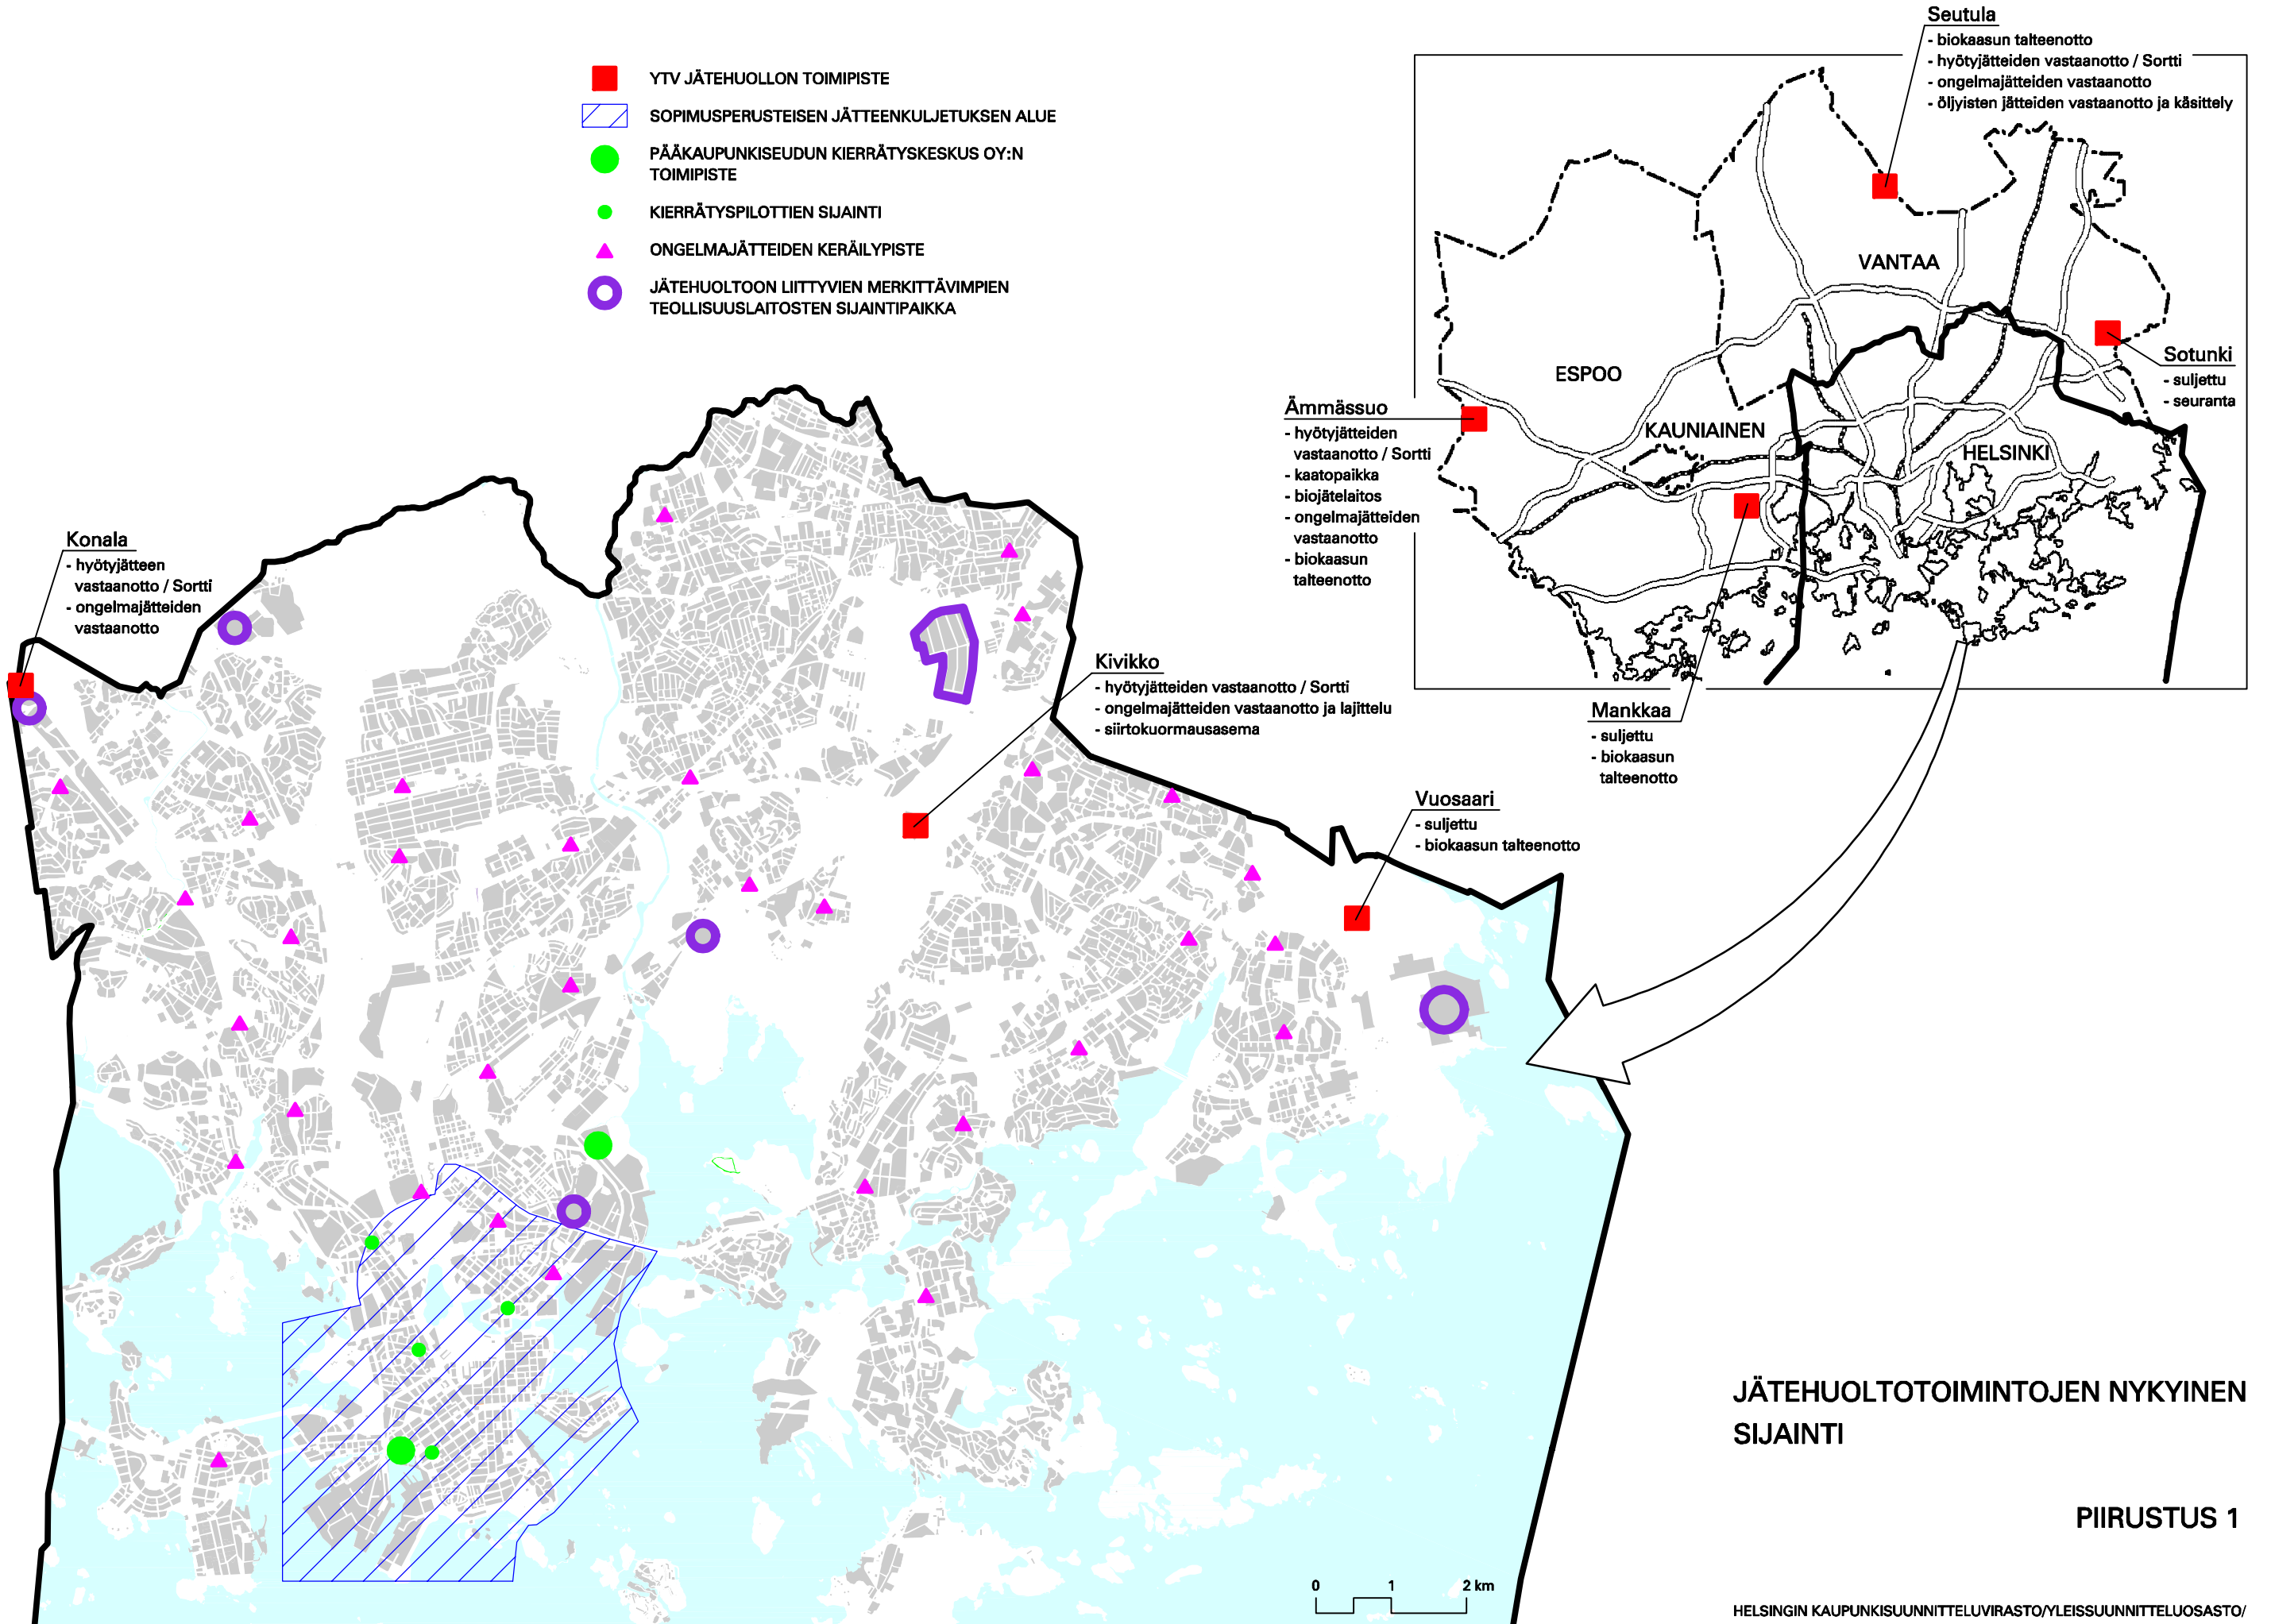 YTV JÄTEHUOLLON TOIMIPISTE
SOPIMUSPERUSTEISEN JÄTTEENKULJETUKSEN ALUE
PÄÄKAUPUNKISEUDUN KIERRÄTYSKESKUS OY:N
TOIMIPISTE
KIERRÄTYSPILOTTIEN SIJAINTI
ONGELMAJÄTTEIDEN KERÄILYPISTE
JÄTEHUOLTOON LIITTYVIEN MERKITTÄVIMPIEN
TEOLLISUUSLAITOSTEN SIJAINTIPAIKKA
Seutula
- biokaasun talteenotto
- hyötyjätteiden vastaanotto / Sortti
- ongelmajätteiden vastaanotto
- öljyisten jätteiden vastaanotto ja käsittely
VANTAA
ESPOO
KAUNIAINEN
HELSINKI
Sotunki
- suljettu
- seuranta
Ämmässuo
- hyötyjätteiden
vastaanotto / Sortti
- kaatopaikka
- biojätelaitos
- ongelmajätteiden
vastaanotto
- biokaasun
talteenotto
Mankkaa
- suljettu
- biokaasun
talteenotto
Konala
- hyötyjätteen
vastaanotto / Sortti
- ongelmajätteiden
vastaanotto
Kivikko
- hyötyjätteiden vastaanotto / Sortti
- ongelmajätteiden vastaanotto ja lajittelu
- siirtokuormausasema
Vuosaari
- suljettu
- biokaasun talteenotto
JÄTEHUOLTOTOIMINTOJEN NYKYINEN
SIJAINTI
PIIRUSTUS 1
0 1 2 km
HELSINGIN KAUPUNKISUUNNITTELUVIRASTO/YLEISSUUNNITTELUOSASTO/